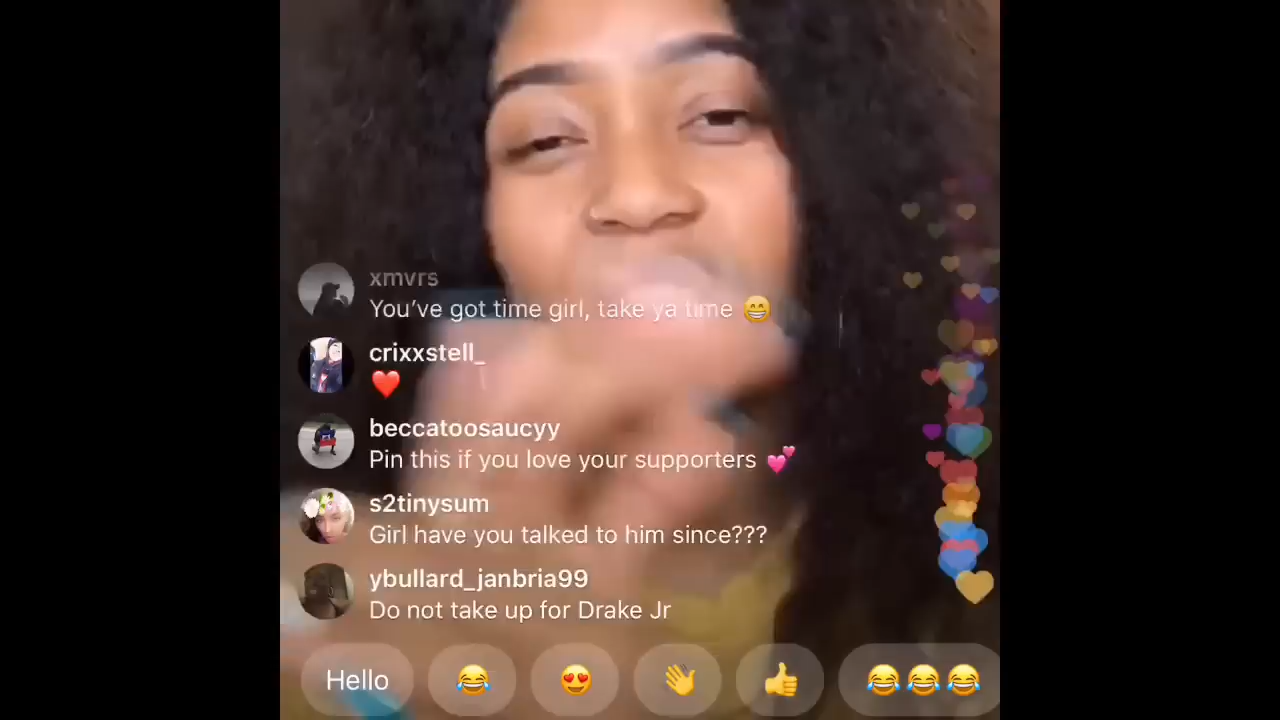 xmvrs
You’ve got time girl, take ya time 😁
crixxstell_
❤️
beccatoosaucyy
Pin this if you love your supporters 💕
s2tinysum
Girl have you talked to him since???
ybullard_janbria99
Do not take up for Drake Jr
Hello 😂 😍 👋 👍 😂😂😂